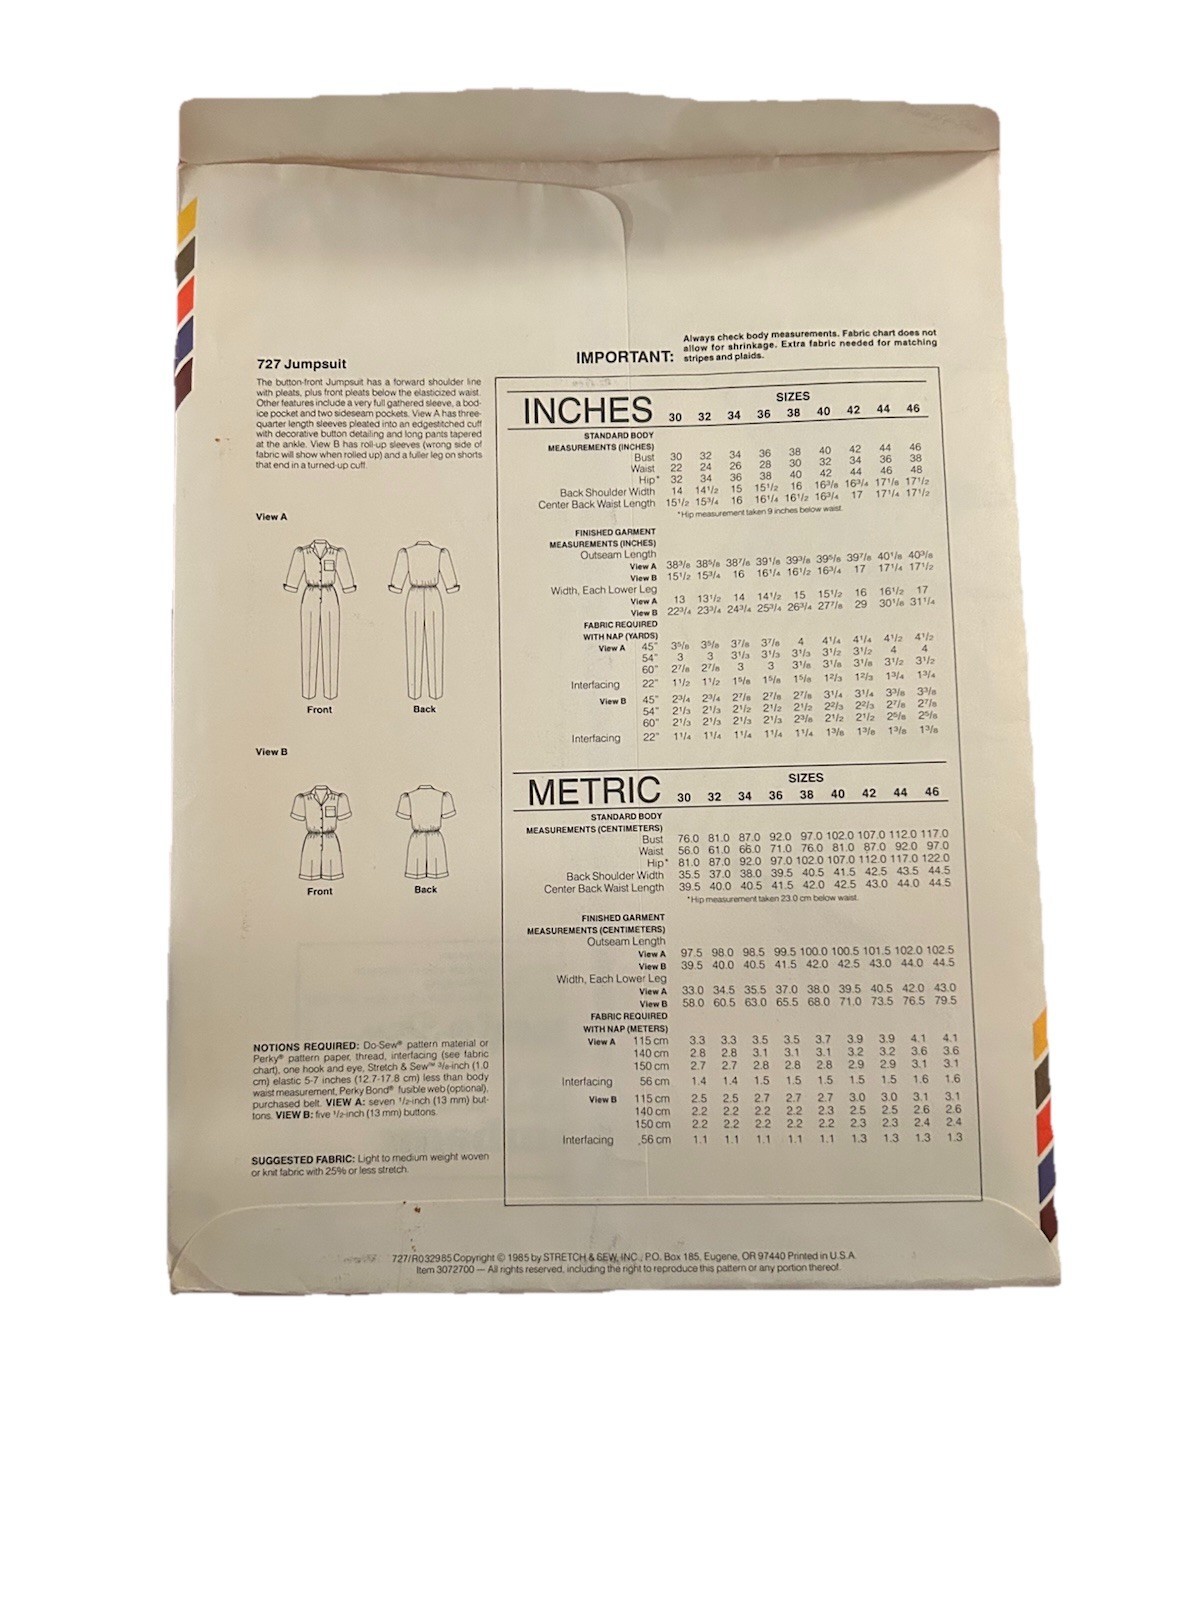 727 Jumpsuit
The button-front Jumpsuit has a forward shoulder line
with pleats, plus front pleats below the elasticized waist.
Other features include a very full gathered sleeve, a bod-
ice pocket and two sideseam pockets. View A has three-
quarter length sleeves pleated into an edgestitched cuff
with decorative button detailing and long pants tapered
at the ankle. View B has roll-up sleeves (wrong side of
fabric will show when rolled up) and a fuller leg on shorts
that end in a turned-up cuff.
View A
Front Back
View B
Front Back
NOTIONS REQUIRED: Do-Sew® pattern material or
Perky® pattern paper, thread, interfacing (see fabric
chart), one hook and eye, Stretch & Sew™ 3/8-inch (1.0
cm) elastic 5-7 inches (12.7-17.8 cm) less than body
waist measurement, Perky Bond® fusible web (optional),
purchased belt. VIEW A: seven 1/2-inch (13 mm) but-
tons. VIEW B: five 1/2-inch (13 mm) buttons.
SUGGESTED FABRIC: Light to medium weight woven
or knit fabric with 25% or less stretch.
IMPORTANT: Always check body measurements. Fabric chart does not
allow for shrinkage. Extra fabric needed for matching
stripes and plaids.
INCHES
SIZES
30 32 34 36 38 40 42 44 46
STANDARD BODY
MEASUREMENTS (INCHES)
Bust 30 32 34 36 38 40 42 44 46
Waist 22 24 26 28 30 32 34 36 38
Hip* 32 34 36 38 40 42 44 46 48
Back Shoulder Width 14 14 1/2 15 15 1/2 16 16 3/8 16 3/4 17 1/8 17 1/2
Center Back Waist Length 15 1/2 15 3/4 16 16 1/4 16 1/2 16 3/4 17 17 1/4 17 1/2
*Hip measurement taken 9 inches below waist.
FINISHED GARMENT
MEASUREMENTS (INCHES)
Outseam Length
View A 38 3/8 38 5/8 38 7/8 39 1/8 39 3/8 39 5/8 39 7/8 40 1/8 40 3/8
View B 15 1/2 15 3/4 16 16 1/4 16 1/2 16 3/4 17 17 1/4 17 1/2
Width, Each Lower Leg
View A 13 13 1/2 14 14 1/2 15 15 1/2 16 16 1/2 17
View B 22 3/4 23 3/4 24 3/4 25 3/4 26 3/4 27 7/8 29 30 1/8 31 1/4
FABRIC REQUIRED
WITH NAP (YARDS)
View A 45" 3 5/8 3 5/8 3 7/8 3 7/8 4 4 1/4 4 1/4 4 1/2 4 1/2
54" 3 3 3 1/3 3 1/3 3 1/3 3 1/2 3 1/2 4 4
60" 2 7/8 2 7/8 3 3 3 1/8 3 1/8 3 1/8 3 1/2 3 1/2
Interfacing 22" 1 1/2 1 1/2 1 5/8 1 5/8 1 5/8 1 2/3 1 2/3 1 3/4 1 3/4
View B 45" 2 3/4 2 3/4 2 7/8 2 7/8 2 7/8 3 1/4 3 1/4 3 3/8 3 3/8
54" 2 1/3 2 1/3 2 1/2 2 1/2 2 1/2 2 2/3 2 2/3 2 7/8 2 7/8
60" 2 1/3 2 1/3 2 1/3 2 1/3 2 3/8 2 1/2 2 1/2 2 5/8 2 5/8
Interfacing 22" 1 1/4 1 1/4 1 1/4 1 1/4 1 1/4 1 3/8 1 3/8 1 3/8 1 3/8
METRIC
SIZES
30 32 34 36 38 40 42 44 46
STANDARD BODY
MEASUREMENTS (CENTIMETERS)
Bust 76.0 81.0 87.0 92.0 97.0 102.0 107.0 112.0 117.0
Waist 56.0 61.0 66.0 71.0 76.0 81.0 87.0 92.0 97.0
Hip* 81.0 87.0 92.0 97.0 102.0 107.0 112.0 117.0 122.0
Back Shoulder Width 35.5 37.0 38.0 39.5 40.5 41.5 42.5 43.5 44.5
Center Back Waist Length 39.5 40.0 40.5 41.5 42.0 42.5 43.0 44.0 44.5
*Hip measurement taken 23.0 cm below waist.
FINISHED GARMENT
MEASUREMENTS (CENTIMETERS)
Outseam Length
View A 97.5 98.0 98.5 99.5 100.0 100.5 101.5 102.0 102.5
View B 39.5 40.0 40.5 41.5 42.0 42.5 43.0 44.0 44.5
Width, Each Lower Leg
View A 33.0 34.5 35.5 37.0 38.0 39.5 40.5 42.0 43.0
View B 58.0 60.5 63.0 65.5 68.0 71.0 73.5 76.5 79.5
FABRIC REQUIRED
WITH NAP (METERS)
View A 115 cm 3.3 3.3 3.5 3.5 3.7 3.9 3.9 4.1 4.1
140 cm 2.8 2.8 3.1 3.1 3.1 3.2 3.2 3.6 3.6
150 cm 2.7 2.7 2.8 2.8 2.8 2.9 2.9 3.1 3.1
Interfacing 56 cm 1.4 1.4 1.5 1.5 1.5 1.5 1.5 1.6 1.6
View B 115 cm 2.5 2.5 2.7 2.7 2.7 3.0 3.0 3.1 3.1
140 cm 2.2 2.2 2.2 2.2 2.3 2.5 2.5 2.6 2.6
150 cm 2.2 2.2 2.2 2.2 2.2 2.3 2.3 2.4 2.4
Interfacing 56 cm 1.1 1.1 1.1 1.1 1.1 1.3 1.3 1.3 1.3
727/R032985 Copyright © 1985 by STRETCH & SEW, INC., P.O. Box 185, Eugene, OR 97440 Printed in U.S.A.
Item 3072700 — All rights reserved, including the right to reproduce this pattern or any portion thereof.